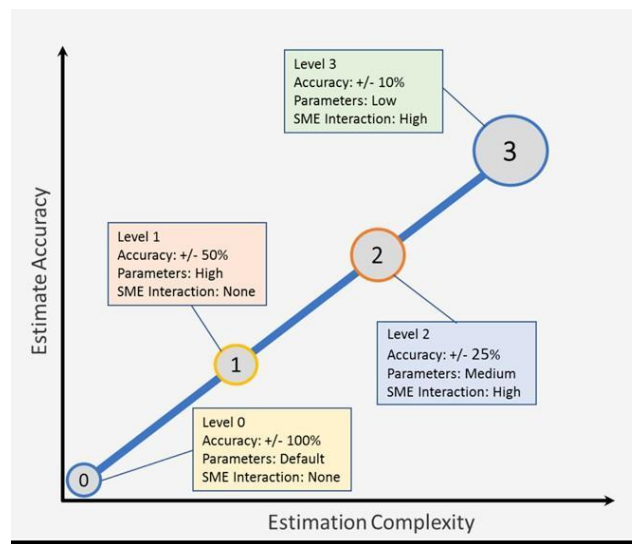 Level 3
Accuracy: +/- 10%
Parameters: Low
SME Interaction: High
3
Estimate Accuracy
Level 1
Accuracy: +/- 50%
Parameters: High
SME Interaction: None
2
Level 2
Accuracy: +/- 25%
Parameters: Medium
SME Interaction: High
1
Level 0
Accuracy: +/- 100%
Parameters: Default
SME Interaction: None
0
Estimation Complexity